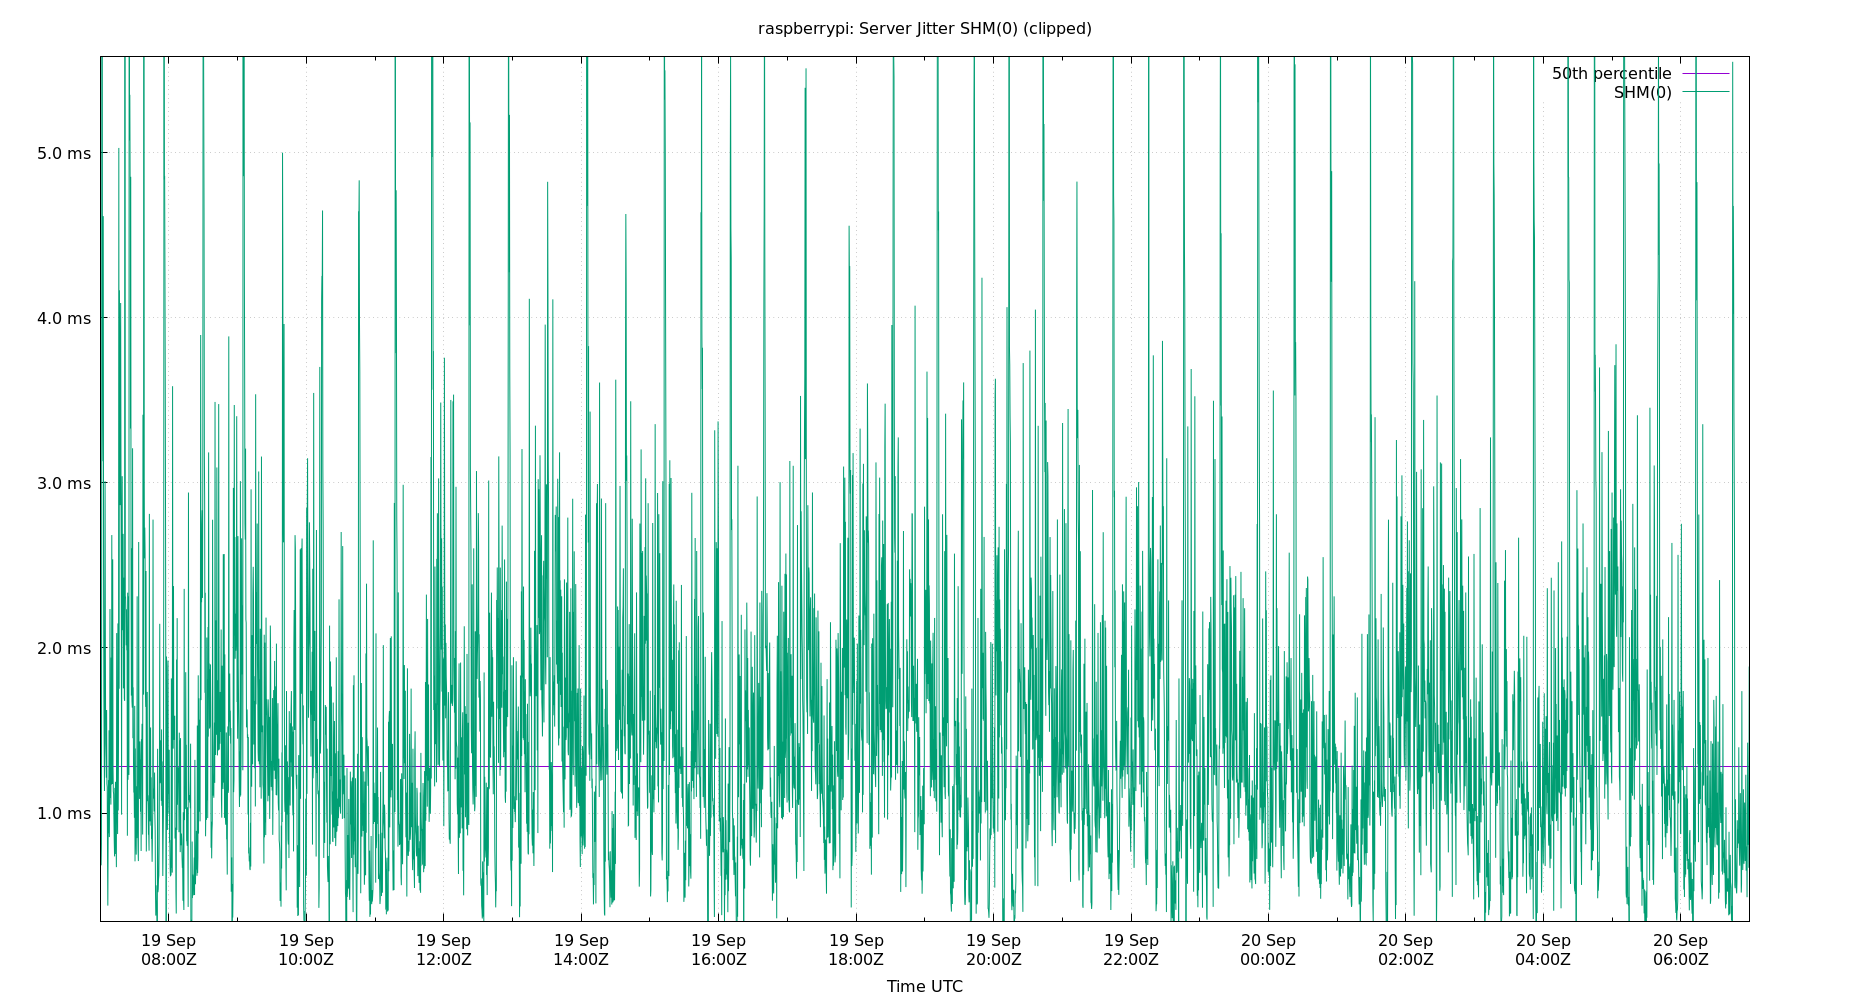 raspberrypi: Server Jitter SHM(0) (clipped)
50th percentile
SHM(0)
5.0 ms
4.0 ms
3.0 ms
2.0 ms
1.0 ms
19 Sep 19 Sep 19 Sep 19 Sep 19 Sep 19 Sep 19 Sep 19 Sep 20 Sep 20 Sep 20 Sep 20 Sep
08:00Z 10:00Z 12:00Z 14:00Z 16:00Z 18:00Z 20:00Z 22:00Z 00:00Z 02:00Z 04:00Z 06:00Z
Time UTC